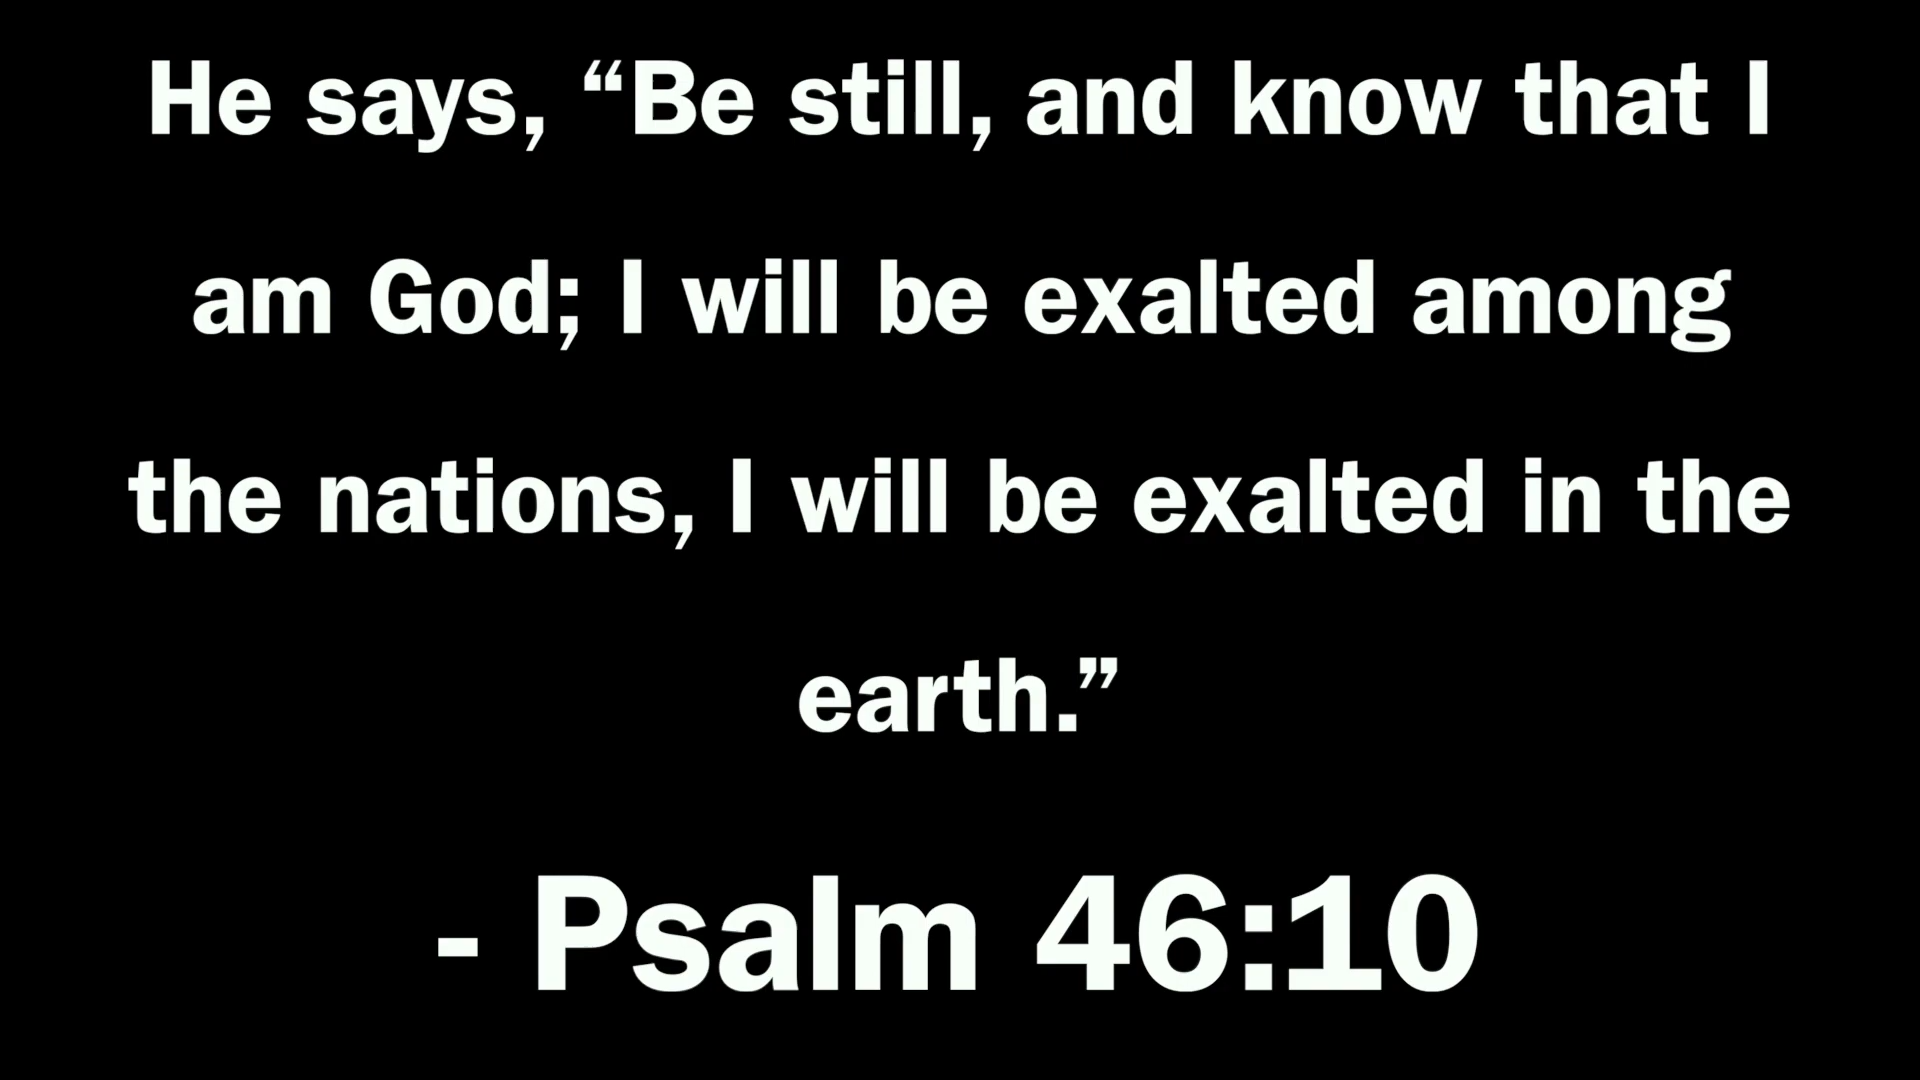 He says, “Be still, and know that I
am God; I will be exalted among
the nations, I will be exalted in the
earth.”
- Psalm 46:10